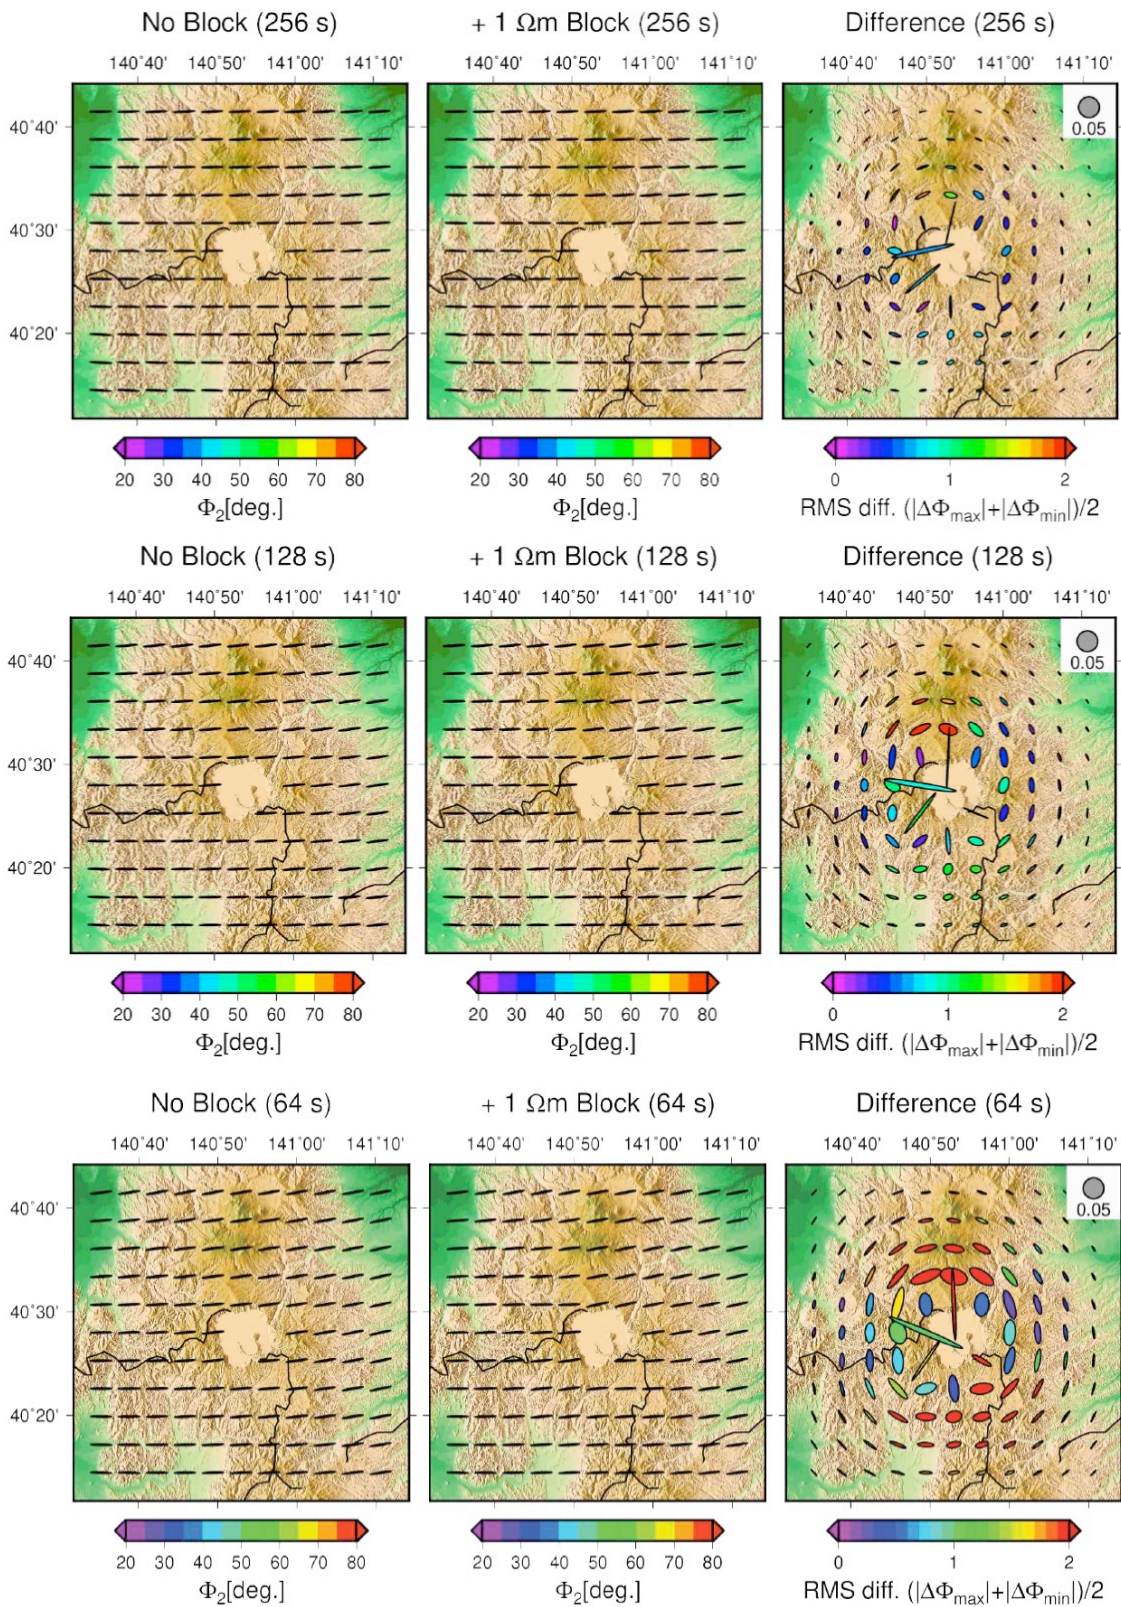 No Block (256 s) + 1 Ωm Block (256 s) Difference (256 s)
140˚40' 140˚50' 141˚00' 141˚10' 140˚40' 140˚50' 141˚00' 141˚10' 140˚40' 140˚50' 141˚00' 141˚10'
40˚40'
0.05
40˚30'
40˚20'
20 30 40 50 60 70 80 20 30 40 50 60 70 80 0 1 2
Φ2[deg.] Φ2[deg.] RMS diff. (|ΔΦmax|+|ΔΦmin|)/2
No Block (128 s) + 1 Ωm Block (128 s) Difference (128 s)
140˚40' 140˚50' 141˚00' 141˚10' 140˚40' 140˚50' 141˚00' 141˚10' 140˚40' 140˚50' 141˚00' 141˚10'
40˚40'
0.05
40˚30'
40˚20'
20 30 40 50 60 70 80 20 30 40 50 60 70 80 0 1 2
Φ2[deg.] Φ2[deg.] RMS diff. (|ΔΦmax|+|ΔΦmin|)/2
No Block (64 s) + 1 Ωm Block (64 s) Difference (64 s)
140˚40' 140˚50' 141˚00' 141˚10' 140˚40' 140˚50' 141˚00' 141˚10' 140˚40' 140˚50' 141˚00' 141˚10'
40˚40'
0.05
40˚30'
40˚20'
20 30 40 50 60 70 80 20 30 40 50 60 70 80 0 1 2
Φ2[deg.] Φ2[deg.] RMS diff. (|ΔΦmax|+|ΔΦmin|)/2